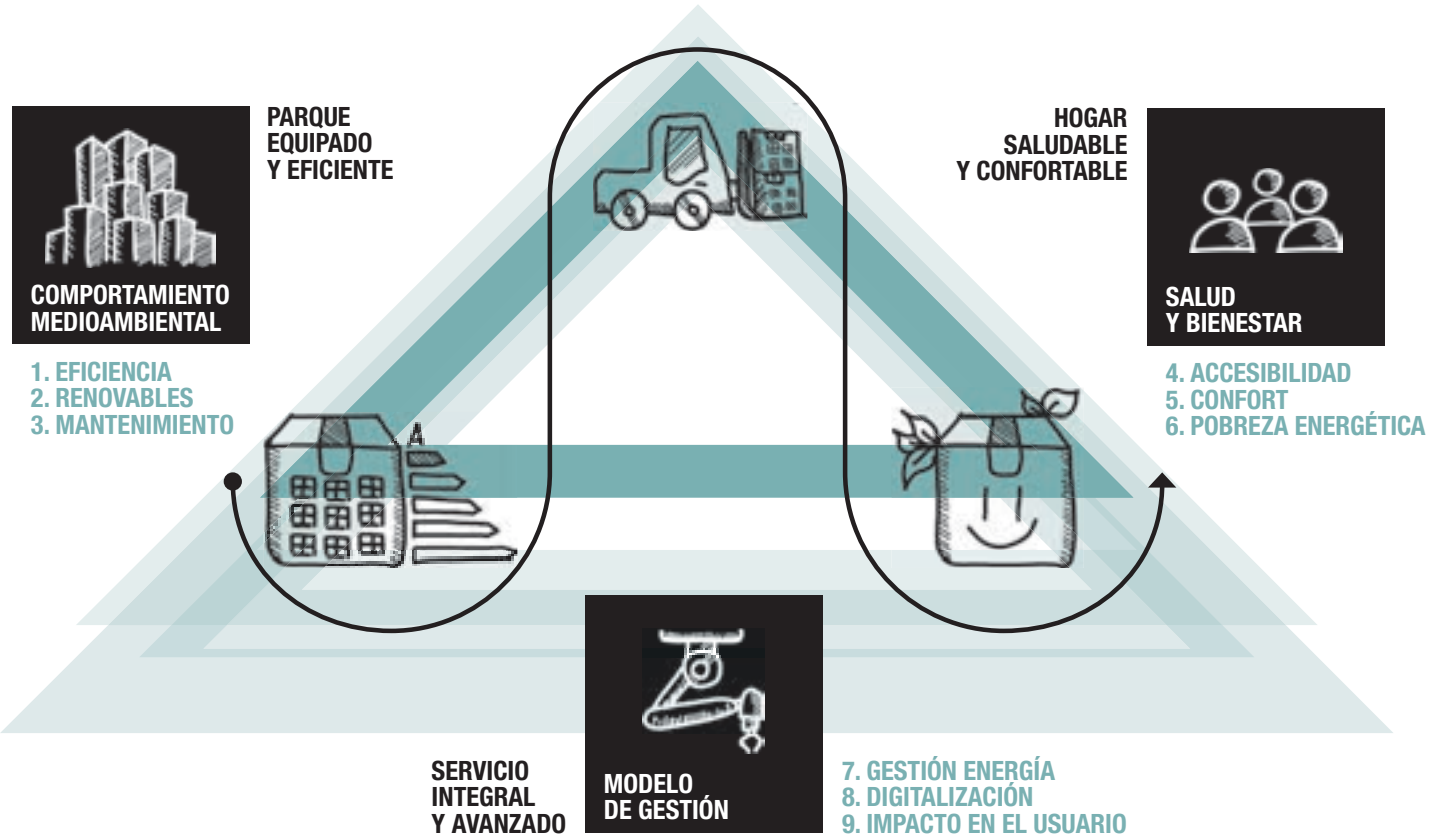 PARQUE
EQUIPADO
Y EFICIENTE
COMPORTAMIENTO
MEDIOAMBIENTAL
1. EFICIENCIA
2. RENOVABLES
3. MANTENIMIENTO
HOGAR
SALUDABLE
Y CONFORTABLE
SALUD
Y BIENESTAR
4. ACCESIBILIDAD
5. CONFORT
6. POBREZA ENERGÉTICA
A
SERVICIO
INTEGRAL
Y AVANZADO
MODELO
DE GESTIÓN
7. GESTIÓN ENERGÍA
8. DIGITALIZACIÓN
9. IMPACTO EN EL USUARIO